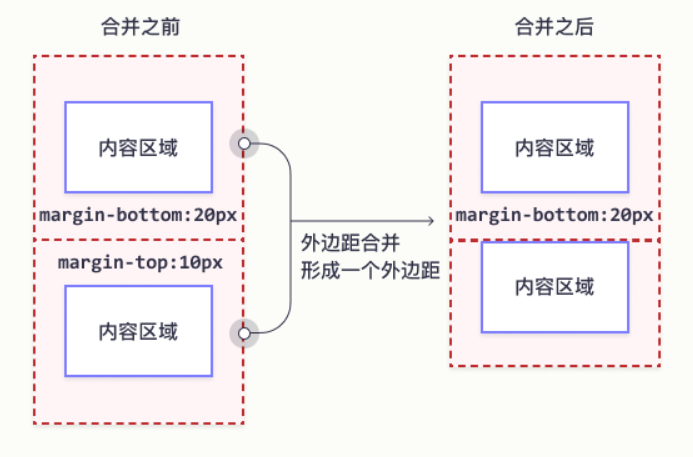 合并之前
合并之后
内容区域
内容区域
margin-bottom:20px
margin-bottom:20px
外边距合并
形成一个外边距
margin-top:10px
内容区域
内容区域